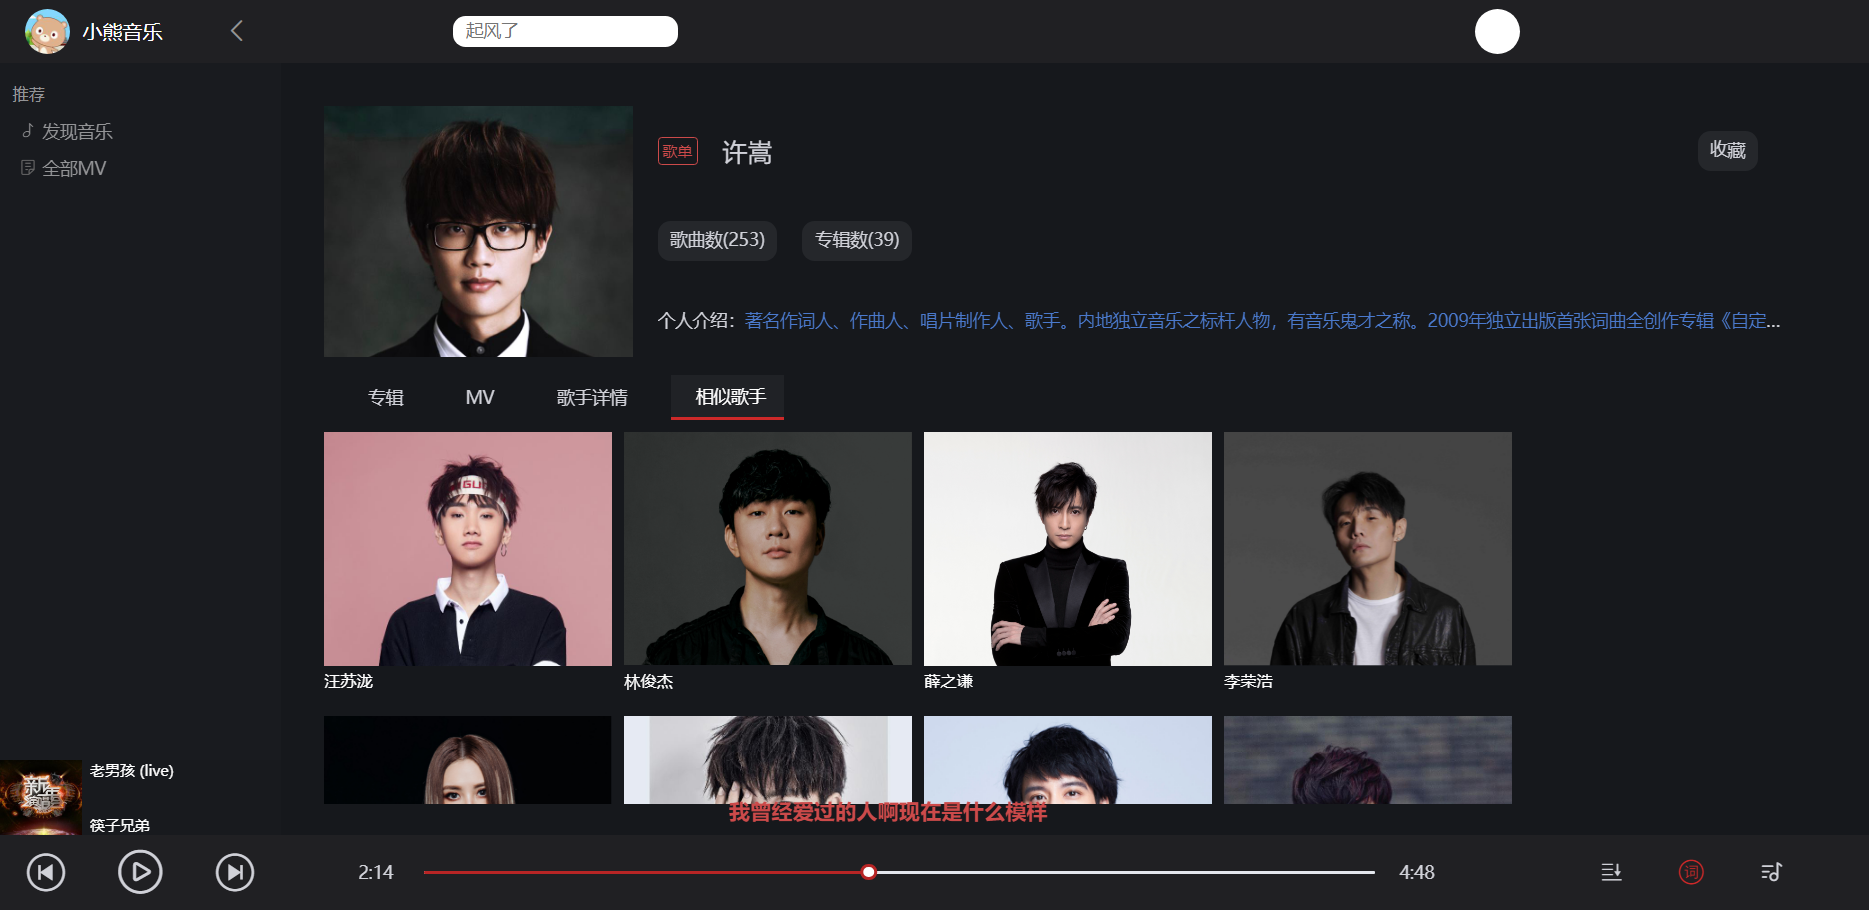 小熊音乐
起风了
推荐
发现音乐
全部MV
歌单
许嵩
收藏
歌曲数(253)
专辑数(39)
个人介绍：著名作词人、作曲人、唱片制作人、歌手。内地独立音乐之标杆人物，有音乐鬼才之称。2009年独立出版首张词曲全创作专辑《自定...
专辑
MV
歌手详情
相似歌手
GU
汪苏泷
林俊杰
薛之谦
李荣浩
我曾经爱过的人啊现在是什么模样
老男孩 (live)
筷子兄弟
2:14
4:48
词